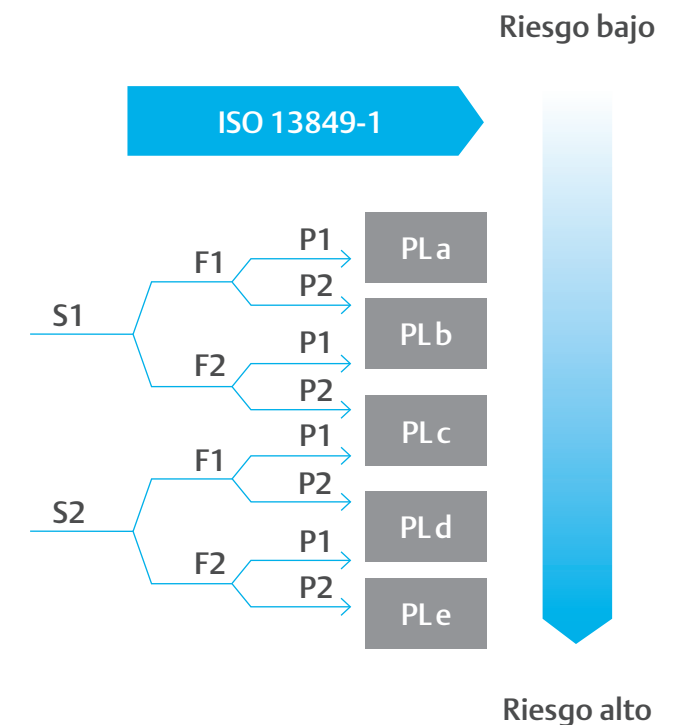 Riesgo bajo
ISO 13849-1
P1
PL a
F1
P2
S1
PL b
P1
F2
P2
PL c
P1
F1
P2
S2
PL d
P1
F2
P2
PL e
Riesgo alto